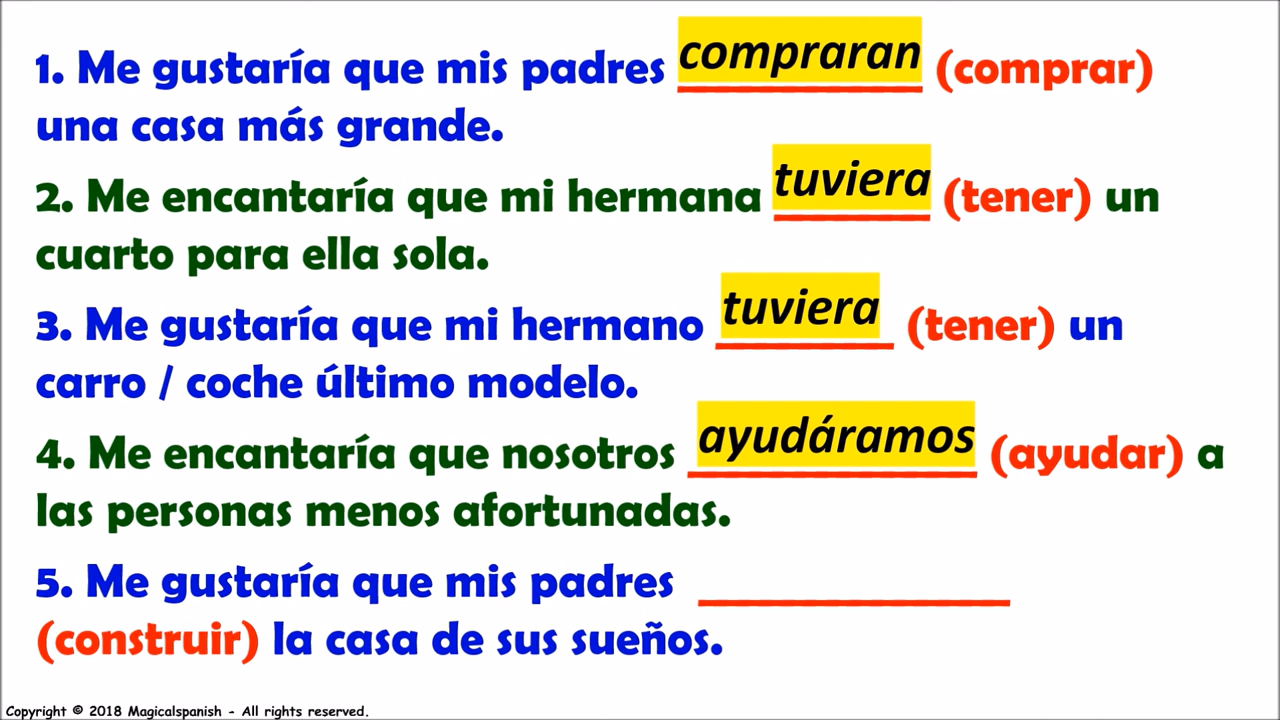 1. Me gustaría que mis padres compraran (comprar)
una casa más grande.
2. Me encantaría que mi hermana tuviera (tener) un
cuarto para ella sola.
3. Me gustaría que mi hermano tuviera (tener) un
carro / coche último modelo.
4. Me encantaría que nosotros ayudáramos (ayudar) a
las personas menos afortunadas.
5. Me gustaría que mis padres ____________
(construir) la casa de sus sueños.
Copyright © 2018 Magicalspanish - All rights reserved.